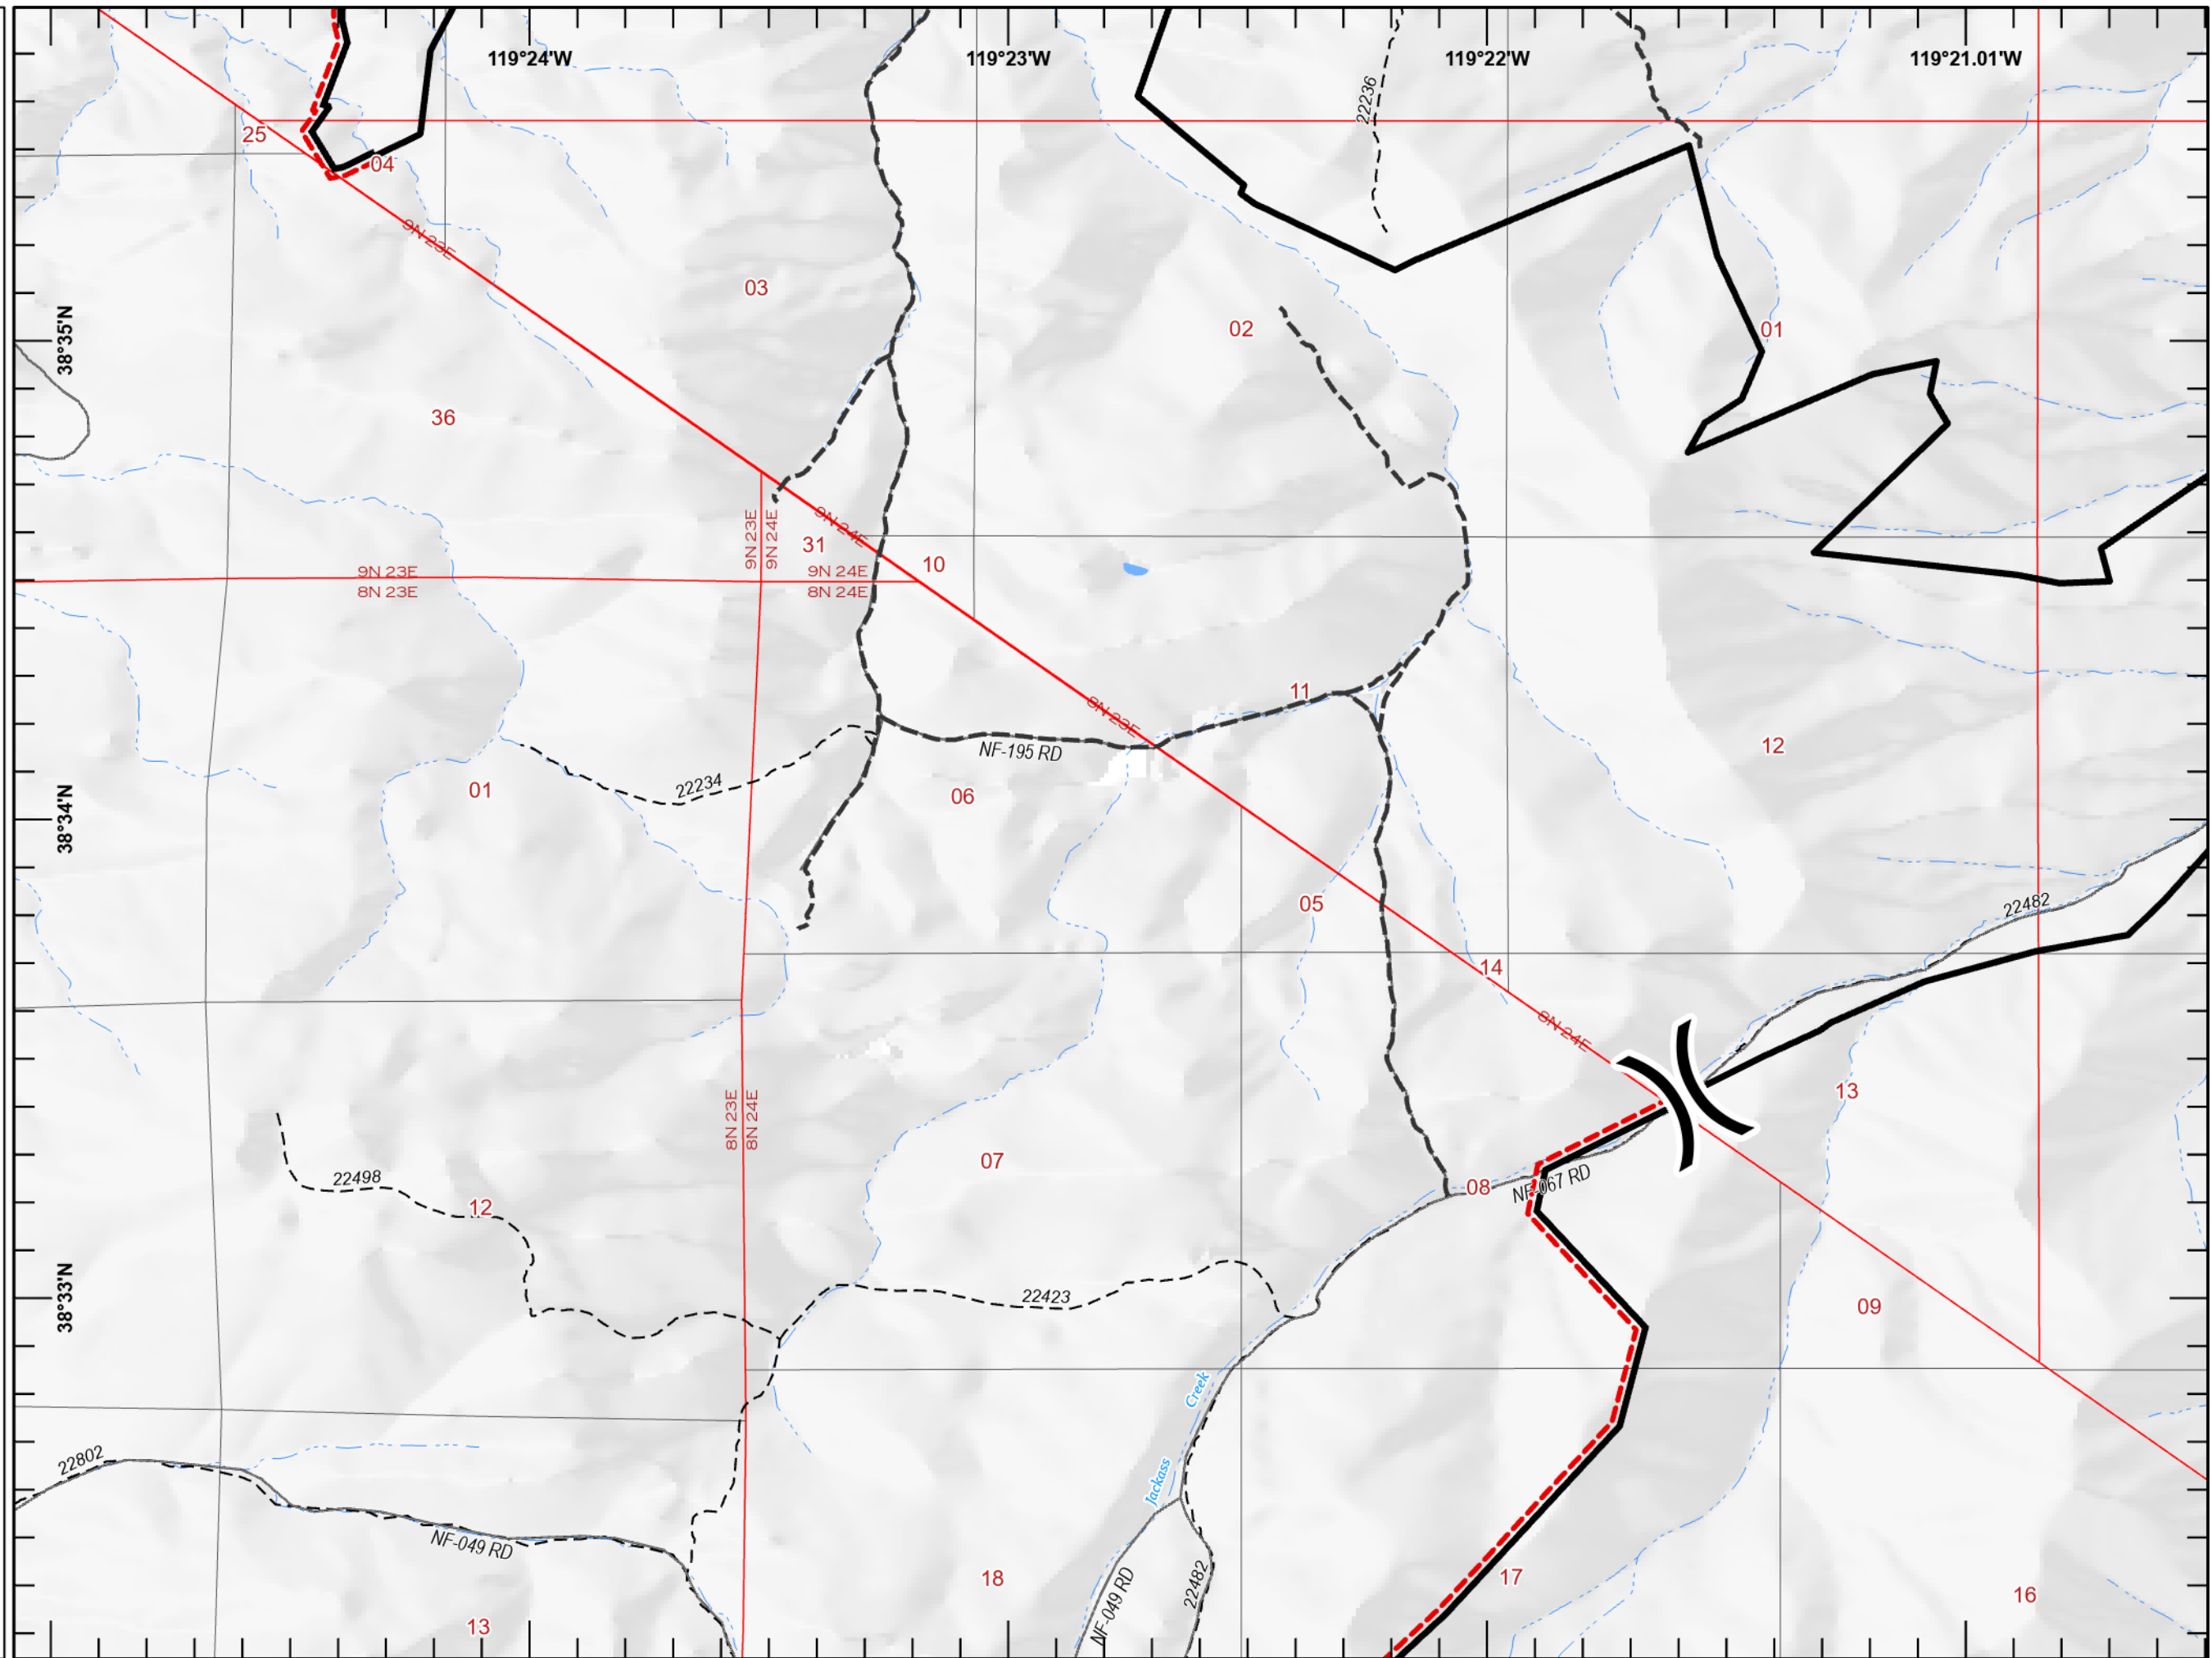 119°24'W
119°23'W
119°22'W
119°21.01'W
22236
25
04
9N 23E
03
02
01
38°35'N
36
9N 24E
9N 23E
9N 24E
31
10
9N 23E
8N 23E
9N 24E
8N 24E
8N 23E
11
12
NF-195 RD
22234
01
06
38°34'N
05
22482
14
8N 24E
13
8N 23E
8N 24E
07
22498
12
08
NF-067 RD
38°33'N
22423
09
Jackass Creek
22802
NF-049 RD
18
NF-049 RD
22482
17
16
13